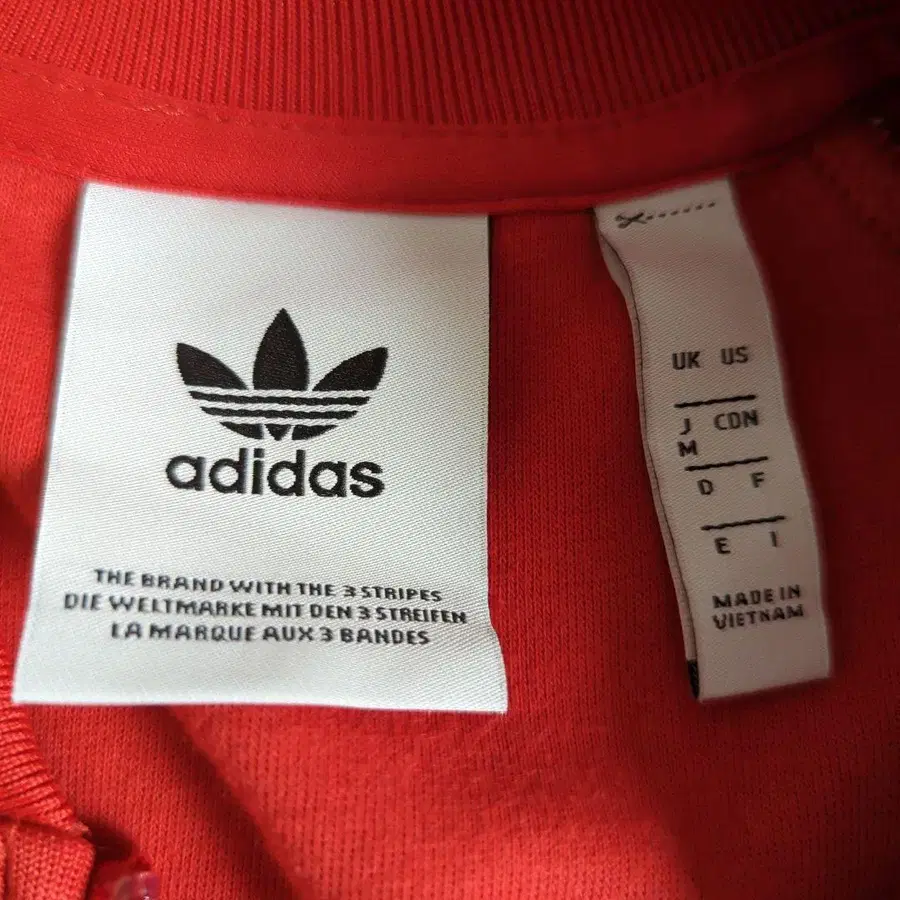 adidas
THE BRAND WITH THE 3 STRIPES
DIE WELTMARKE MIT DEN 3 STREIFEN
LA MARQUE AUX 3 BANDES
UK US
J CDN
M
D F
E I
MADE IN
VIETNAM